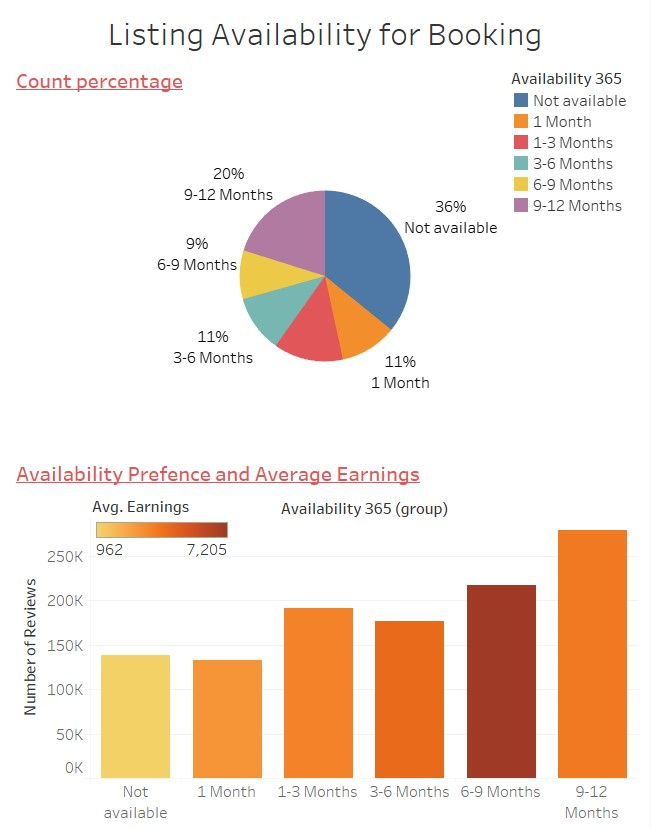 Listing Availability for Booking
Count percentage
Availability 365
Not available
1 Month
1-3 Months
3-6 Months
6-9 Months
9-12 Months
20%
9-12 Months
36%
Not available
9%
6-9 Months
11%
3-6 Months
11%
1 Month
Availability Prefence and Average Earnings
Avg. Earnings
962 7,205
Availability 365 (group)
Number of Reviews
250K
200K
150K
100K
50K
0K
Not
available
1 Month
1-3 Months
3-6 Months
6-9 Months
9-12
Months